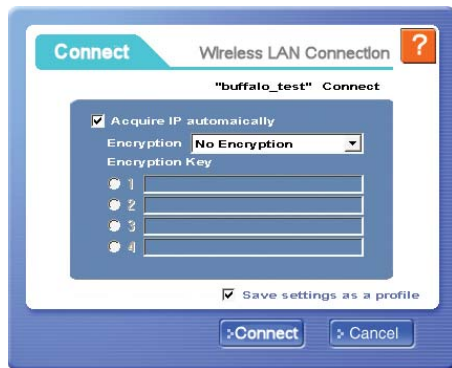 Connect
Wireless LAN Connection
?
"buffalo_test" Connect
Acquire IP automaically
Encryption No Encryption
Encryption Key
1
2
3
4
Save settings as a profile
Connect
Cancel